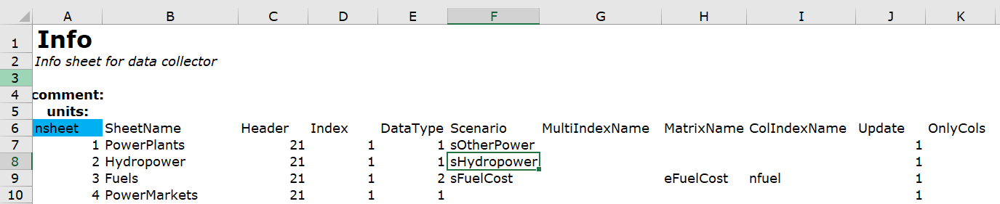 A B C D E F G H I J K
1 Info
2 Info sheet for data collector
3
4 comment:
5 units:
6 nsheet SheetName Header Index DataType Scenario MultiIndexName MatrixName ColIndexName Update OnlyCols
7 1 PowerPlants 21 1 1 sOtherPower 1
8 2 Hydropower 21 1 1 sHydropower 1
9 3 Fuels 21 1 2 sFuelCost eFuelCost nfuel 1
10 4 PowerMarkets 21 1 1 1